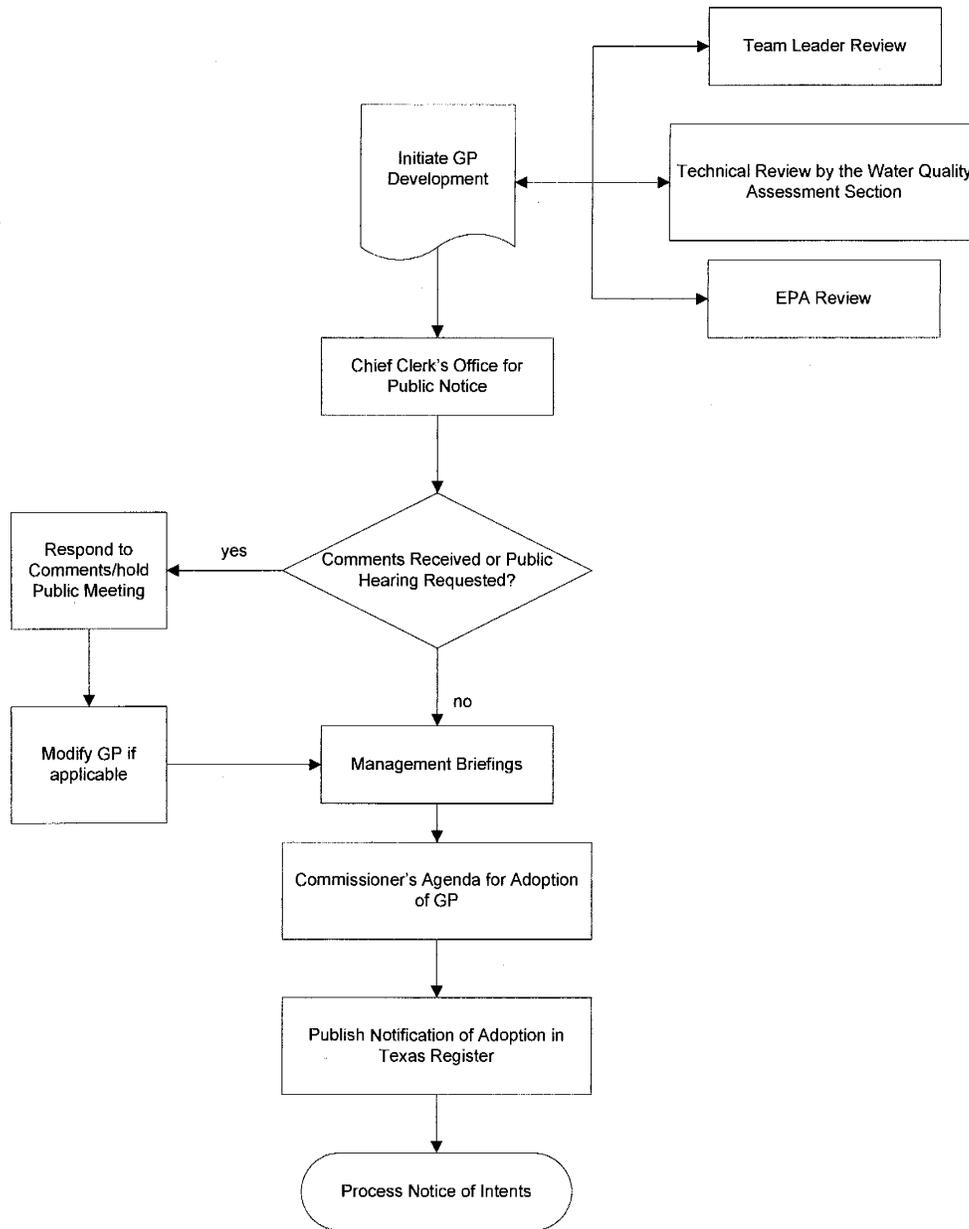 Team Leader Review
Initiate GP
Development
Technical Review by the Water Quality
Assessment Section
EPA Review
Chief Clerk's Office for
Public Notice
Comments Received or Public
Hearing Requested?
yes
Respond to
Comments/hold
Public Meeting
no
Modify GP if
applicable
Management Briefings
Commissioner's Agenda for Adoption
of GP
Publish Notification of Adoption in
Texas Register
Process Notice of Intents